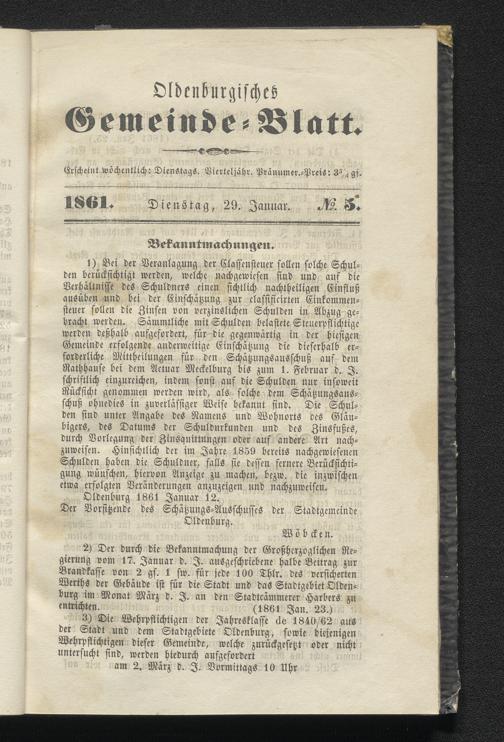 Oldenburgisches
Gemeinde-Blatt.
Erscheint wöchentlich: Dienstags. Vierteljähr. Pränumer.-Preis: 3¾ gs.
1861. Dienstag, 29. Januar. № 5.
Bekanntmachungen.
1) Bei der Veranlagung der Classensteuer sollen solche Schul-
den berücksichtigt werden, welche nachgewiesen sind und auf die
Verhältnisse des Schuldners einen sichtlich nachtheiligen Einfluß
ausüben und bei der Einschätzung zur classificirten Einkommen-
steuer sollen die Zinsen von verzinslichen Schulden in Abzug ge-
bracht werden. Sämmtliche mit Schulden belastete Steuerpflichtige
werden deßhalb aufgefordert, für die gegenwärtig in der hiesigen
Gemeinde erfolgende anderweitige Einschätzung die dieserhalb er-
forderliche Mittheilungen für den Schätzungsausschuß auf dem
Rathhause bei dem Actuar Meckelburg bis zum 1. Februar d. J.
schriftlich einzureichen, indem sonst auf die Schulden nur insoweit
Rücksicht genommen werden wird, als solche dem Schätzungsaus-
schuß ohnedies in zuverlässiger Weise bekannt sind. Die Schul-
den sind unter Angabe des Namens und Wohnorts des Gläu-
bigers, des Datums der Schuldurkunden und des Zinsfußes,
durch Vorlegung der Zinsquittungen oder auf andere Art nach-
zuweisen. Hinsichtlich der im Jahre 1859 bereits nachgewiesenen
Schulden haben die Schuldner, falls sie dessen fernere Berücksichti-
gung wünschen, hiervon Anzeige zu machen, bezw. die inzwischen
etwa erfolgten Veränderungen anzuzeigen und nachzuweisen.
Oldenburg 1861 Januar 12.
Der Vorsitzende des Schätzungs-Ausschusses der Stadtgemeinde
Oldenburg.
Wöbcken.
2) Der durch die Bekanntmachung der Großherzoglichen Re-
gierung vom 17. Januar d. J. ausgeschriebene halbe Beitrag zur
Brandkasse von 2 gs. 1 sw. für jede 100 Thlr. des versicherten
Werths der Gebäude ist für die Stadt und das Stadtgebiet Olden-
burg im Monat März d. J. an den Stadtcämmerer Harbers zu
entrichten. (1861 Jan. 23.)
3) Die Wehrpflichtigen der Jahresklasse de 1840/62 aus
der Stadt und dem Stadtgebiete Oldenburg, sowie diejenigen
Wehrpflichtigen dieser Gemeinde, welche zurückgesetzt oder nicht
untersucht sind, werden hiedurch aufgefordert
am 2. März d. J. Vormittags 10 Uhr